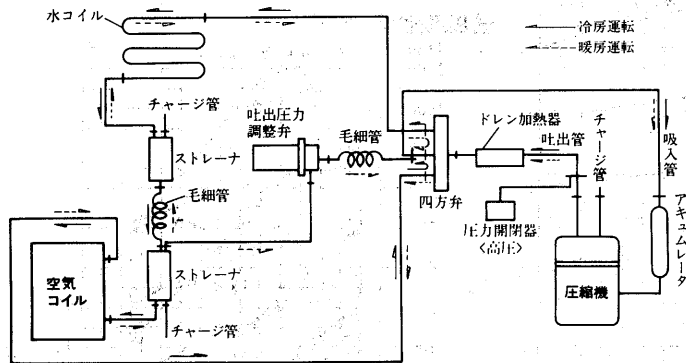 水コイル
冷房運転
暖房運転
チャージ管
吐出圧力
調整弁
毛細管
ドレン加熱器
吐出管
チャージ管
吸入管
ストレーナ
四方弁
毛細管
圧力開閉器
〈高圧〉
アキュムレータ
空気
コイル
ストレーナ
圧縮機
チャージ管